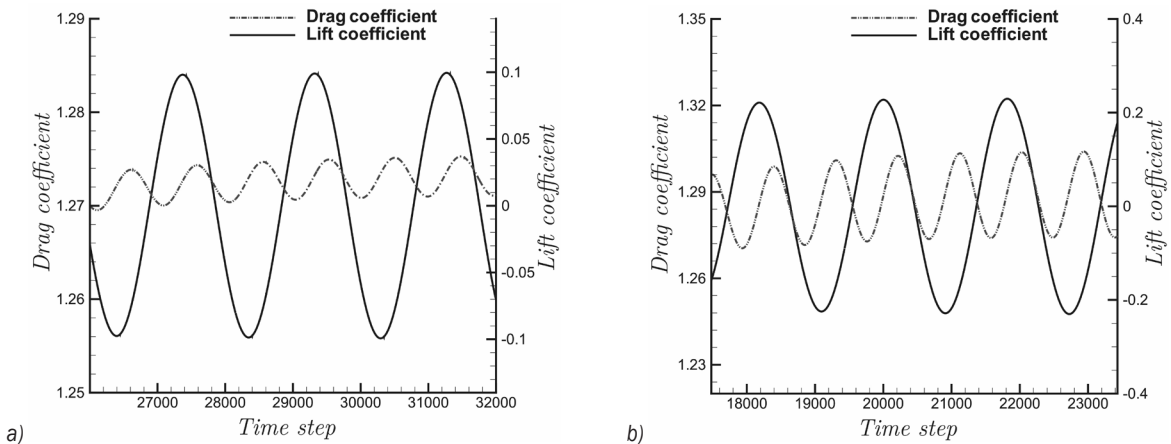 Drag coefficient
Lift coefficient
1.29
1.28
1.27
1.26
1.25
Drag coefficient
0.1
0.05
0
-0.05
-0.1
Lift coefficient
27000 28000 29000 30000 31000 32000
Time step
a)
Drag coefficient
Lift coefficient
1.35
1.32
1.29
1.26
1.23
Drag coefficient
0.4
0.2
0
-0.2
-0.4
Lift coefficient
18000 19000 20000 21000 22000 23000
Time step
b)